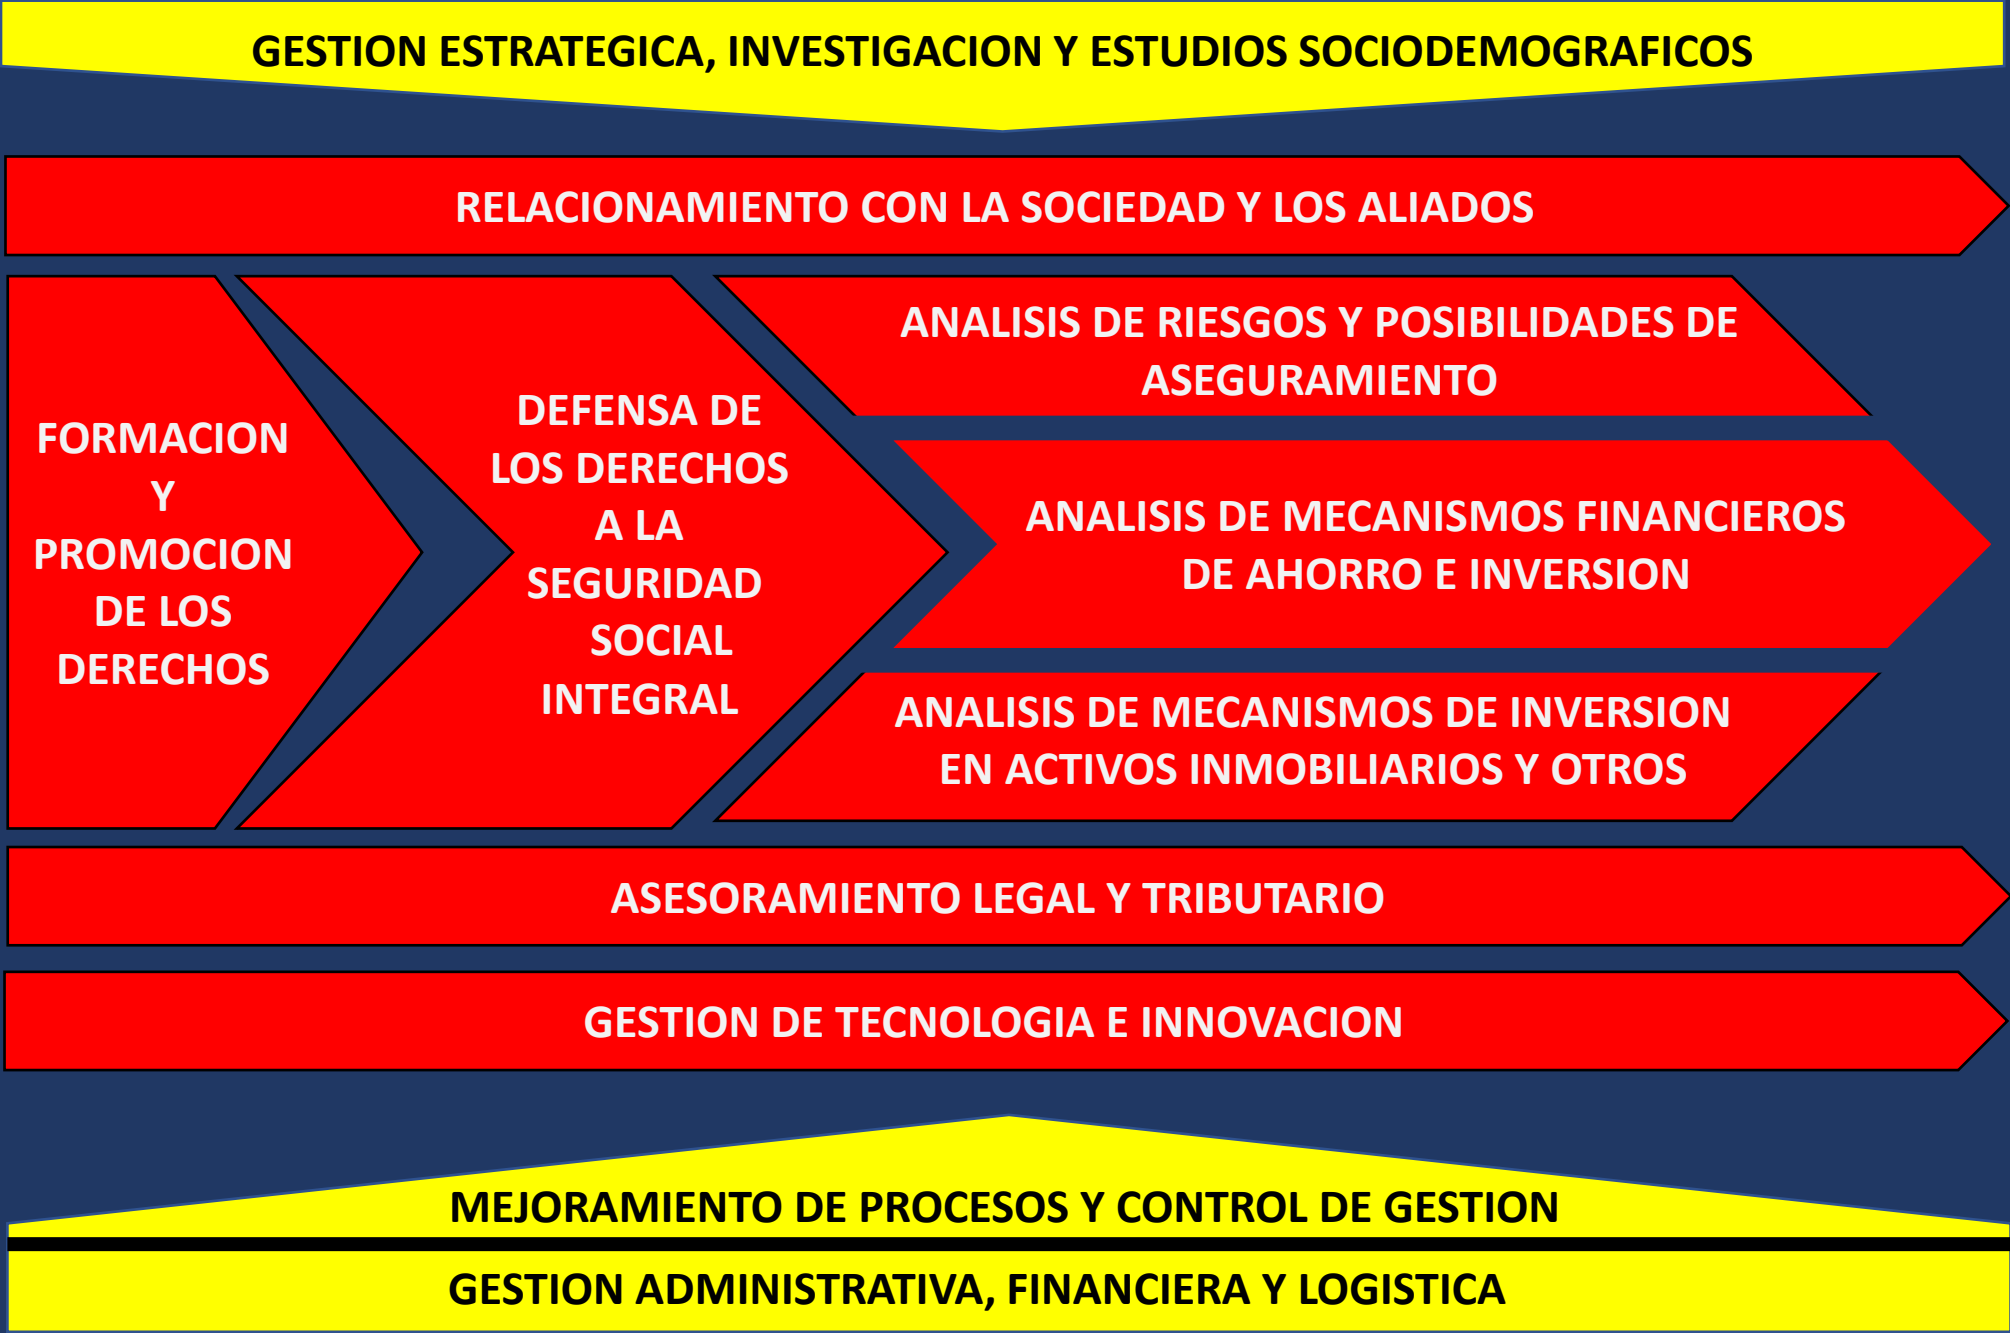 GESTION ESTRATEGICA, INVESTIGACION Y ESTUDIOS SOCIODEMOGRAFICOS
RELACIONAMIENTO CON LA SOCIEDAD Y LOS ALIADOS
FORMACION
Y
PROMOCION
DE LOS
DERECHOS
DEFENSA DE
LOS DERECHOS
A LA
SEGURIDAD
SOCIAL
INTEGRAL
ANALISIS DE RIESGOS Y POSIBILIDADES DE
ASEGURAMIENTO
ANALISIS DE MECANISMOS FINANCIEROS
DE AHORRO E INVERSION
ANALISIS DE MECANISMOS DE INVERSION
EN ACTIVOS INMOBILIARIOS Y OTROS
ASESORAMIENTO LEGAL Y TRIBUTARIO
GESTION DE TECNOLOGIA E INNOVACION
MEJORAMIENTO DE PROCESOS Y CONTROL DE GESTION
GESTION ADMINISTRATIVA, FINANCIERA Y LOGISTICA